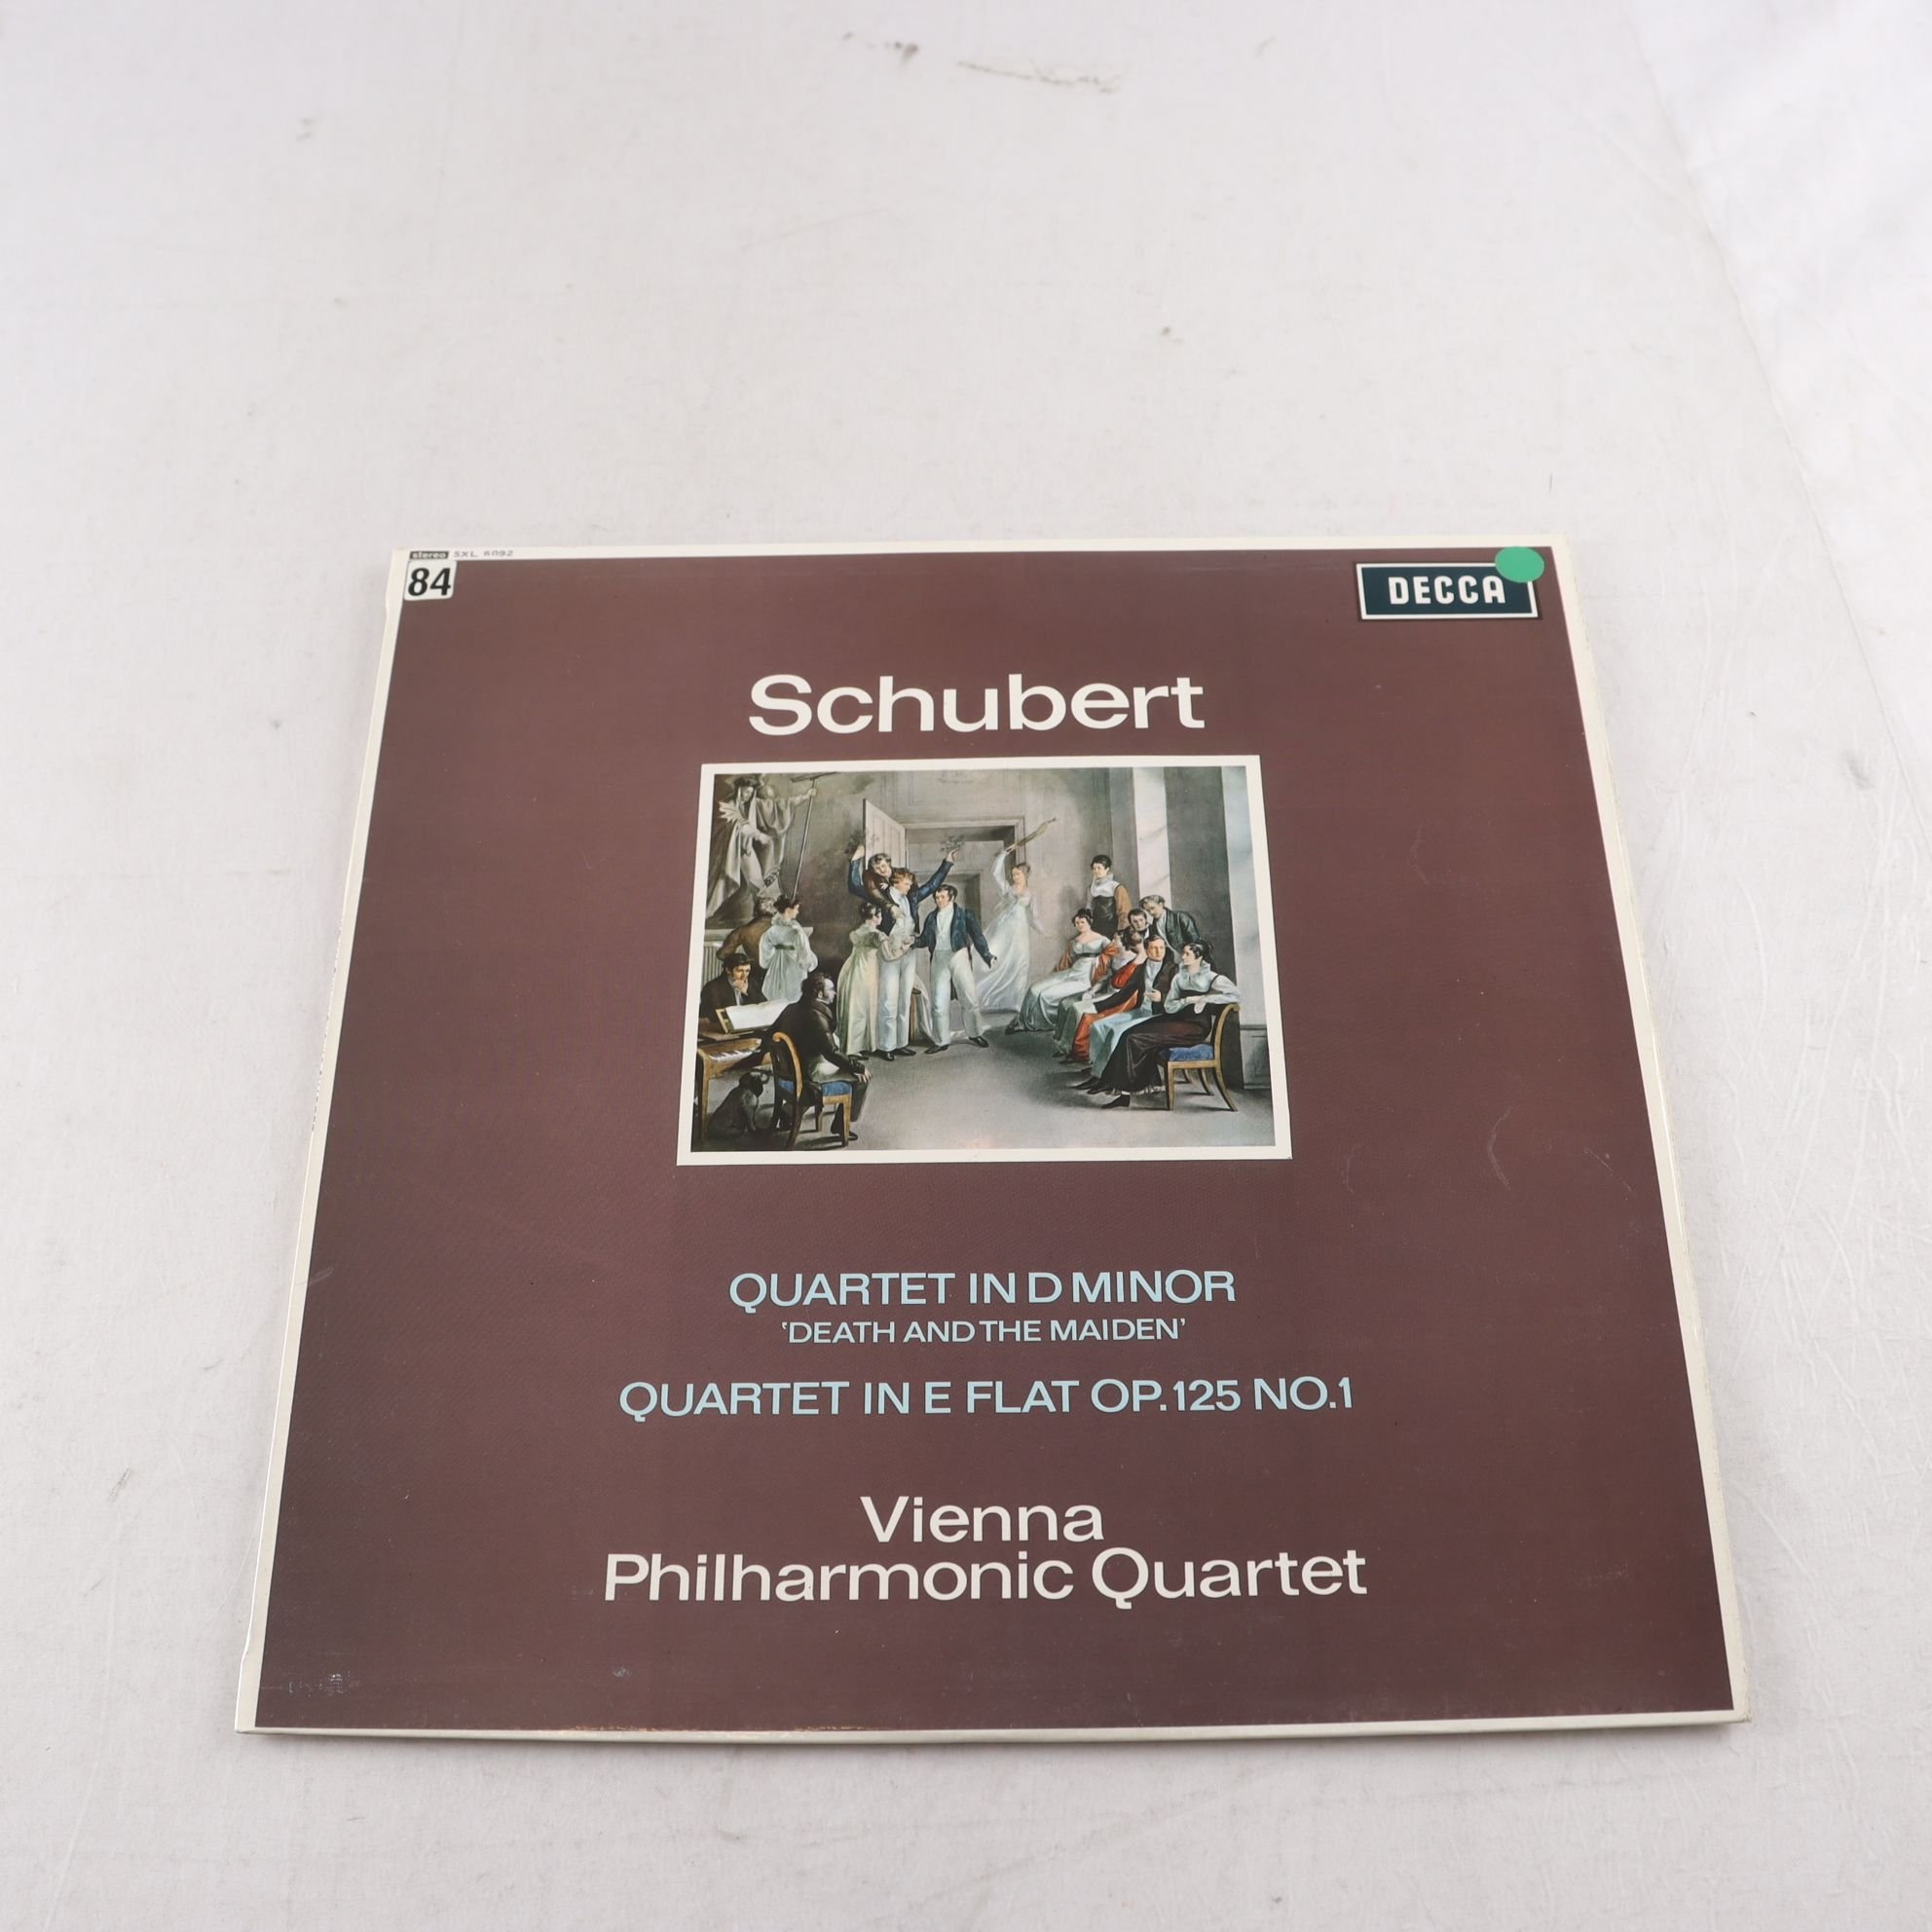 stereo SXL 6092
84
DECCA
Schubert
QUARTET IN D MINOR
'DEATH AND THE MAIDEN'
QUARTET IN E FLAT OP.125 NO.1
Vienna
Philharmonic Quartet